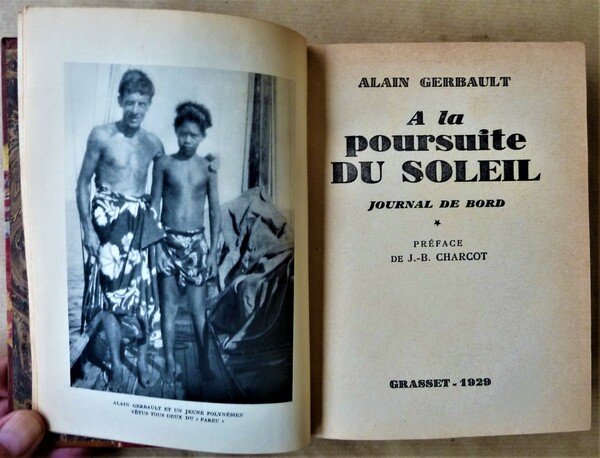 ALAIN GERBAULT ET UN JEUNE POLYNÉSIEN
VÊTUS TOUS DEUX DU « PAREU »
ALAIN GERBAULT
A la
poursuite
DU SOLEIL
JOURNAL DE BORD
*
PRÉFACE
DE J.-B. CHARCOT
GRASSET - 1929